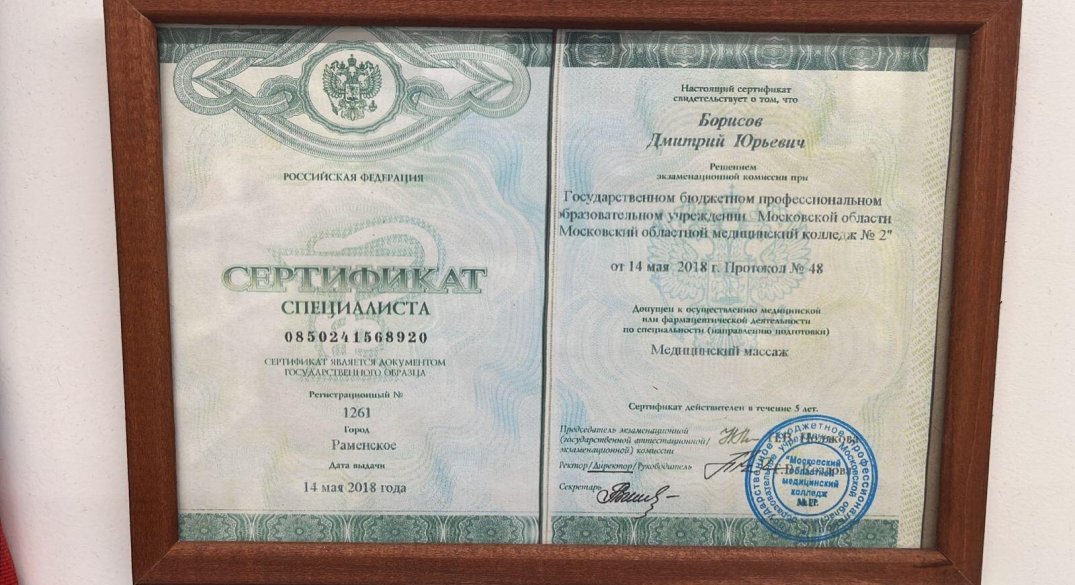 РОССИЙСКАЯ ФЕДЕРАЦИЯ
СЕРТИФИКАТ
СПЕЦИАЛИСТА
0850241568920
СЕРТИФИКАТ ЯВЛЯЕТСЯ ДОКУМЕНТОМ
ГОСУДАРСТВЕННОГО ОБРАЗЦА
Регистрационный №
1261
Город
Раменское
Дата выдачи
14 мая 2018 года
Настоящий сертификат
свидетельствует о том, что
Борисов
Дмитрий Юрьевич
Решением
экзаменационной комиссии при
Государственном бюджетном профессиональном
образовательном учреждении Московской области
Московский областной медицинский колледж № 2"
от 14 мая 2018 г. Протокол № 48
Допущен к осуществлению медицинской
или фармацевтической деятельности
по специальности (направлению подготовки)
Медицинский массаж
Сертификат действителен в течение 5 лет.
Председатель экзаменационной
(государственной аттестационной/
экзаменационной) комиссии
Ректор/Директор/Руководитель
Секретарь
"Московский
областной
медицинский
колледж